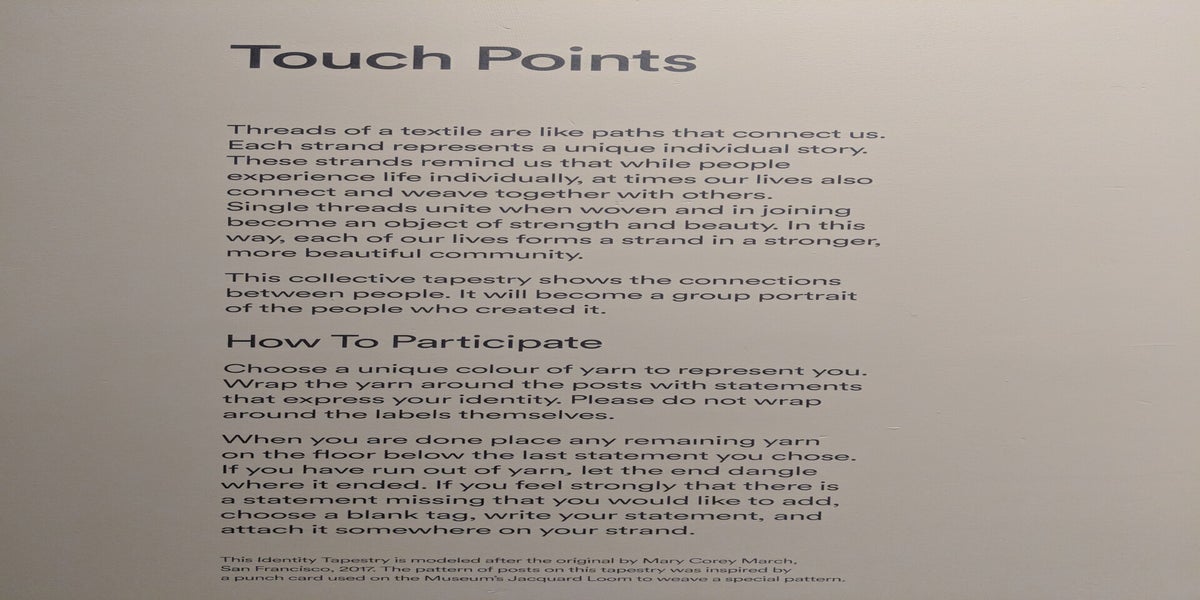 Touch Points
Threads of a textile are like paths that connect us.
Each strand represents a unique individual story.
These strands remind us that while people
experience life individually, at times our lives also
connect and weave together with others.
Single threads unite when woven and in joining
become an object of strength and beauty. In this
way, each of our lives forms a strand in a stronger,
more beautiful community.
This collective tapestry shows the connections
between people. It will become a group portrait
of the people who created it.
How To Participate
Choose a unique colour of yarn to represent you.
Wrap the yarn around the posts with statements
that express your identity. Please do not wrap
around the labels themselves.
When you are done place any remaining yarn
on the floor below the last statement you chose.
If you have run out of yarn, let the end dangle
where it ended. If you feel strongly that there is
a statement missing that you would like to add,
choose a blank tag, write your statement, and
attach it somewhere on your strand.
This Identity Tapestry is modeled after the original by Mary Corey March,
San Francisco, 2017. The pattern of posts on this tapestry was inspired by
a punch card used on the Museum's Jacquard Loom to weave a special pattern.